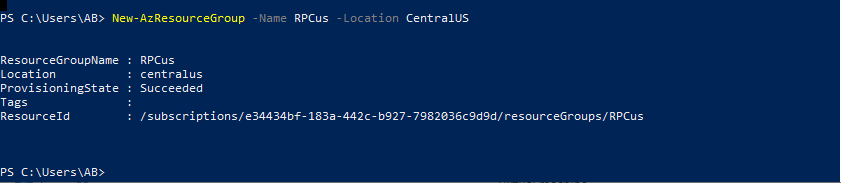 PS C:\Users\AB> New-AzResourceGroup -Name RPCus -Location CentralUS
ResourceGroupName : RPCus
Location          : centralus
ProvisioningState : Succeeded
Tags              :
ResourceId        : /subscriptions/e34434bf-183a-442c-b927-7982036c9d9d/resourceGroups/RPCus
PS C:\Users\AB>